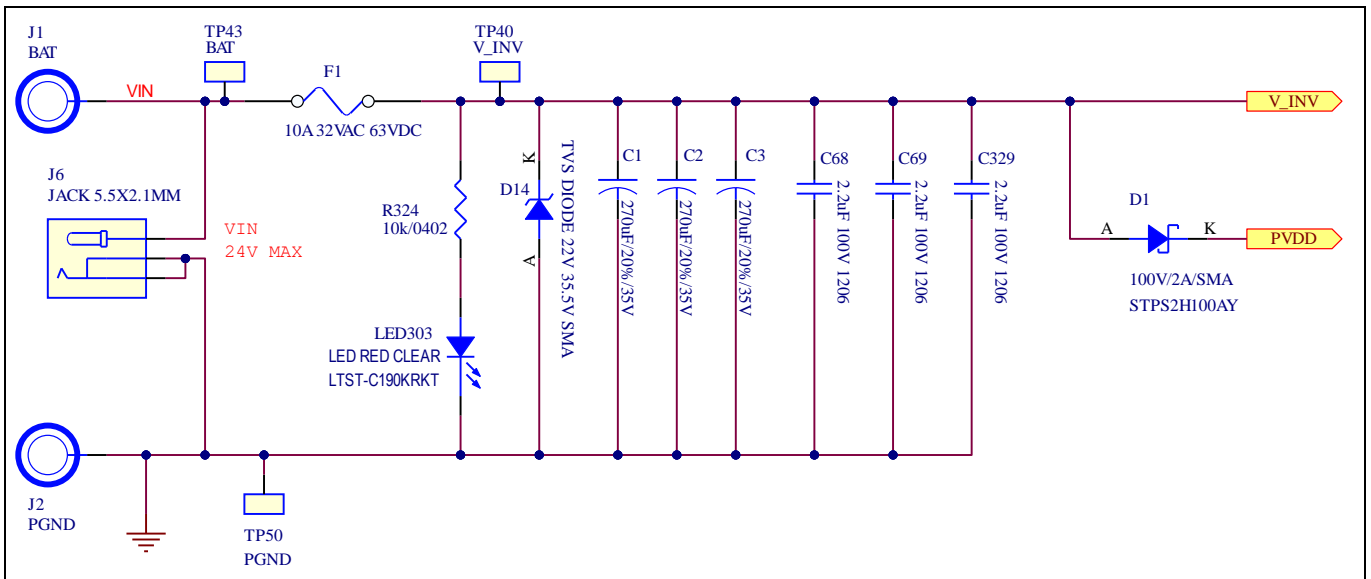 J1
BAT
VIN
TP43
BAT
F1
10A 32VAC 63VDC
TP40
V_INV
V_INV
J6
JACK 5.5X2.1MM
VIN
24V MAX
R324
10k/0402
K
D14
A
TVS DIODE 22V 35.5V SMA
C1
270uF/20%/35V
C2
270uF/20%/35V
C3
270uF/20%/35V
C68
2.2uF 100V 1206
C69
2.2uF 100V 1206
C329
2.2uF 100V 1206
D1
A
K
PVDD
100V/2A/SMA
STPS2H100AY
LED303
LED RED CLEAR
LTST-C190KRKT
J2
PGND
TP50
PGND